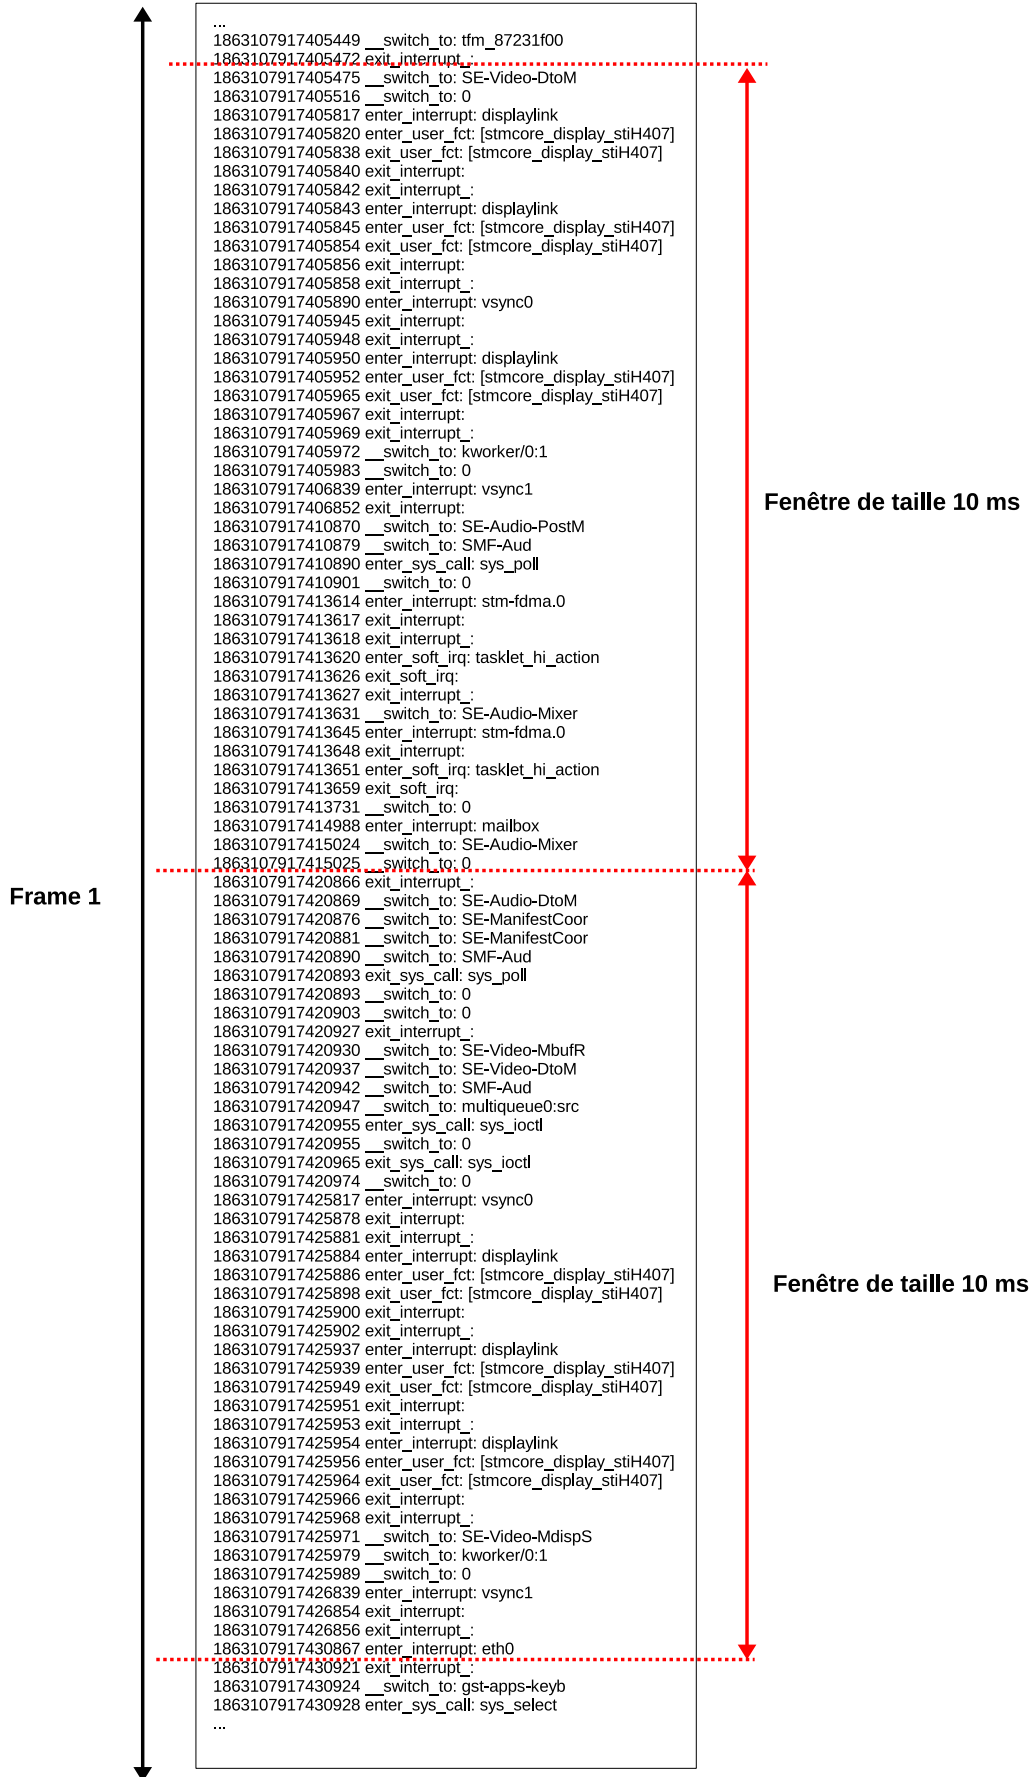 ...
1863107917405449 __switch_to: tfm_87231f00
1863107917405472 exit_interrupt_:
1863107917405475 __switch_to: SE-Video-DtoM
1863107917405516 __switch_to: 0
1863107917405817 enter_interrupt: displaylink
1863107917405820 enter_user_fct: [stmcore_display_stiH407]
1863107917405838 exit_user_fct: [stmcore_display_stiH407]
1863107917405840 exit_interrupt:
1863107917405842 exit_interrupt_:
1863107917405843 enter_interrupt: displaylink
1863107917405845 enter_user_fct: [stmcore_display_stiH407]
1863107917405854 exit_user_fct: [stmcore_display_stiH407]
1863107917405856 exit_interrupt:
1863107917405858 exit_interrupt_:
1863107917405890 enter_interrupt: vsync0
1863107917405945 exit_interrupt:
1863107917405948 exit_interrupt_:
1863107917405950 enter_interrupt: displaylink
1863107917405952 enter_user_fct: [stmcore_display_stiH407]
1863107917405965 exit_user_fct: [stmcore_display_stiH407]
1863107917405967 exit_interrupt:
1863107917405969 exit_interrupt_:
1863107917405972 __switch_to: kworker/0:1
1863107917405983 __switch_to: 0
1863107917406839 enter_interrupt: vsync1
1863107917406852 exit_interrupt:
1863107917410870 __switch_to: SE-Audio-PostM
1863107917410879 __switch_to: SMF-Aud
1863107917410890 enter_sys_call: sys_poll
1863107917410901 __switch_to: 0
1863107917413614 enter_interrupt: stm-fdma.0
1863107917413617 exit_interrupt:
1863107917413618 exit_interrupt_:
1863107917413620 enter_soft_irq: tasklet_hi_action
1863107917413626 exit_soft_irq:
1863107917413627 exit_interrupt_:
1863107917413631 __switch_to: SE-Audio-Mixer
1863107917413645 enter_interrupt: stm-fdma.0
1863107917413648 exit_interrupt:
1863107917413651 enter_soft_irq: tasklet_hi_action
1863107917413659 exit_soft_irq:
1863107917413731 __switch_to: 0
1863107917414988 enter_interrupt: mailbox
1863107917415024 __switch_to: SE-Audio-Mixer
1863107917415025 __switch_to: 0
1863107917420866 exit_interrupt_:
1863107917420869 __switch_to: SE-Audio-DtoM
1863107917420876 __switch_to: SE-ManifestCoor
1863107917420881 __switch_to: SE-ManifestCoor
1863107917420890 __switch_to: SMF-Aud
1863107917420893 exit_sys_call: sys_poll
1863107917420893 __switch_to: 0
1863107917420903 __switch_to: 0
1863107917420927 exit_interrupt_:
1863107917420930 __switch_to: SE-Video-MbufR
1863107917420937 __switch_to: SE-Video-DtoM
1863107917420942 __switch_to: SMF-Aud
1863107917420947 __switch_to: multiqueue0:src
1863107917420955 enter_sys_call: sys_ioctl
1863107917420955 __switch_to: 0
1863107917420965 exit_sys_call: sys_ioctl
1863107917420974 __switch_to: 0
1863107917425817 enter_interrupt: vsync0
1863107917425878 exit_interrupt:
1863107917425881 exit_interrupt_:
1863107917425884 enter_interrupt: displaylink
1863107917425886 enter_user_fct: [stmcore_display_stiH407]
1863107917425898 exit_user_fct: [stmcore_display_stiH407]
1863107917425900 exit_interrupt:
1863107917425902 exit_interrupt_:
1863107917425937 enter_interrupt: displaylink
1863107917425939 enter_user_fct: [stmcore_display_stiH407]
1863107917425949 exit_user_fct: [stmcore_display_stiH407]
1863107917425951 exit_interrupt:
1863107917425953 exit_interrupt_:
1863107917425954 enter_interrupt: displaylink
1863107917425956 enter_user_fct: [stmcore_display_stiH407]
1863107917425964 exit_user_fct: [stmcore_display_stiH407]
1863107917425966 exit_interrupt:
1863107917425968 exit_interrupt_:
1863107917425971 __switch_to: SE-Video-MdispS
1863107917425979 __switch_to: kworker/0:1
1863107917425989 __switch_to: 0
1863107917426839 enter_interrupt: vsync1
1863107917426854 exit_interrupt:
1863107917426856 exit_interrupt_:
1863107917430867 enter_interrupt: eth0
1863107917430921 exit_interrupt_:
1863107917430924 __switch_to: gst-apps-keyb
1863107917430928 enter_sys_call: sys_select
...
Frame 1
Fenêtre de taille 10 ms
Fenêtre de taille 10 ms